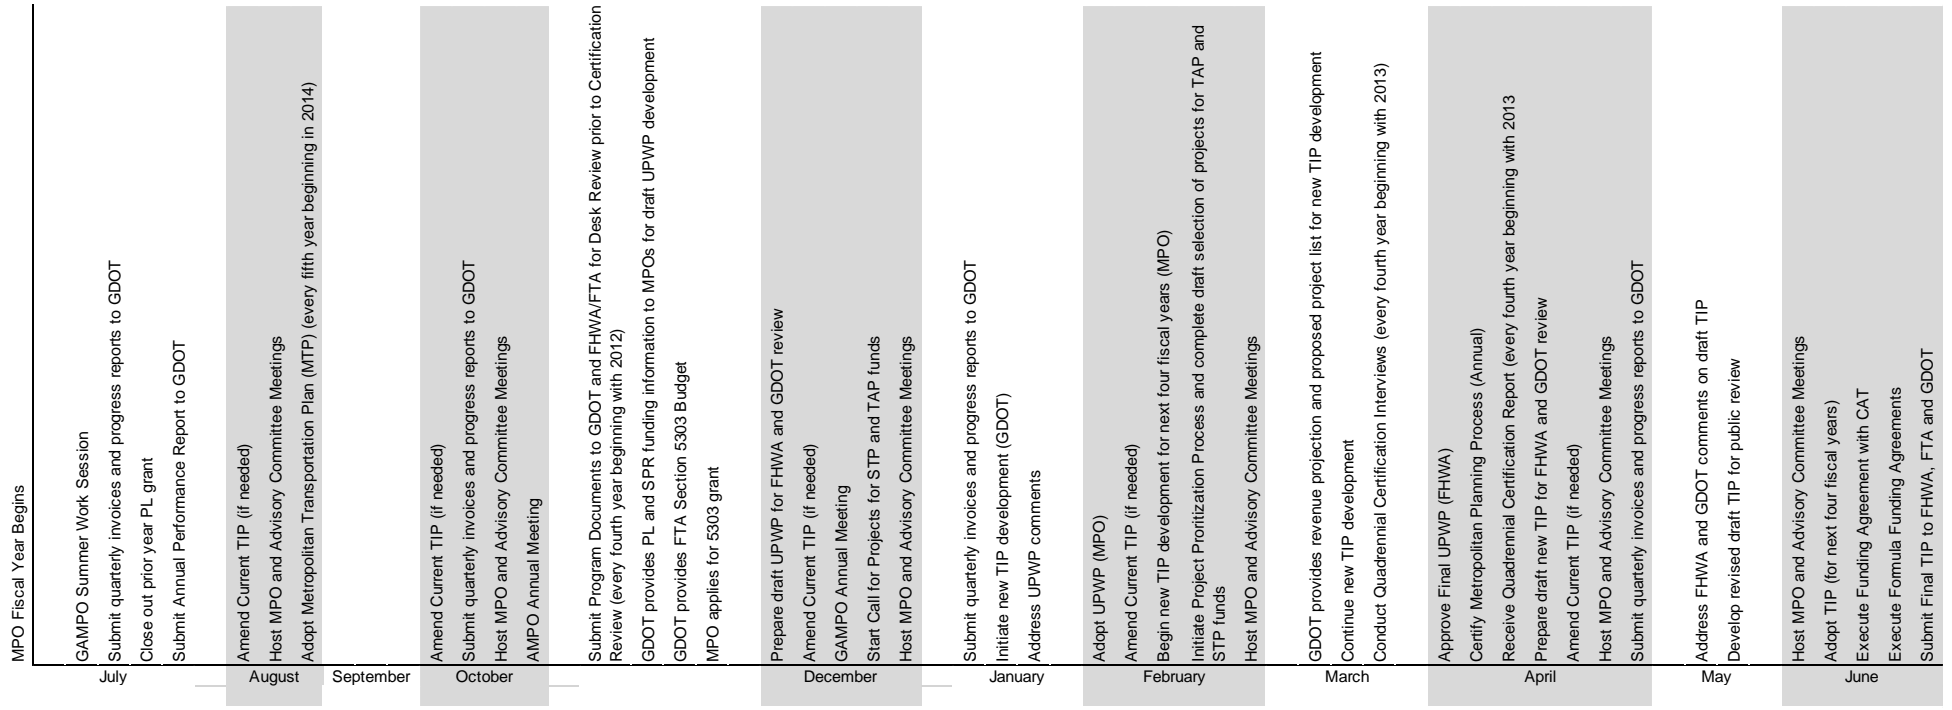 MPO Fiscal Year Begins
GAMPO Summer Work Session
Submit quarterly invoices and progress reports to GDOT
Close out prior year PL grant
Submit Annual Performance Report to GDOT
July
Amend Current TIP (if needed)
Host MPO and Advisory Committee Meetings
Adopt Metropolitan Transportation Plan (MTP) (every fifth year beginning in 2014)
August
September
Amend Current TIP (if needed)
Submit quarterly invoices and progress reports to GDOT
Host MPO and Advisory Committee Meetings
AMPO Annual Meeting
October
Submit Program Documents to GDOT and FHWA/FTA for Desk Review prior to Certification
Review (every fourth year beginning with 2012)
GDOT provides PL and SPR funding information to MPOs for draft UPWP development
GDOT provides FTA Section 5303 Budget
MPO applies for 5303 grant
Prepare draft UPWP for FHWA and GDOT review
Amend Current TIP (if needed)
GAMPO Annual Meeting
Start Call for Projects for STP and TAP funds
Host MPO and Advisory Committee Meetings
December
Submit quarterly invoices and progress reports to GDOT
Initiate new TIP development (GDOT)
Address UPWP comments
January
Adopt UPWP (MPO)
Amend Current TIP (if needed)
Begin new TIP development for next four fiscal years (MPO)
Initiate Project Prioritization Process and complete draft selection of projects for TAP and
STP funds
Host MPO and Advisory Committee Meetings
February
GDOT provides revenue projection and proposed project list for new TIP development
Continue new TIP development
Conduct Quadrennial Certification Interviews (every fourth year beginning with 2013)
March
Approve Final UPWP (FHWA)
Certify Metropolitan Planning Process (Annual)
Receive Quadrennial Certification Report (every fourth year beginning with 2013
Prepare draft new TIP for FHWA and GDOT review
Amend Current TIP (if needed)
Host MPO and Advisory Committee Meetings
Submit quarterly invoices and progress reports to GDOT
April
Address FHWA and GDOT comments on draft TIP
Develop revised draft TIP for public review
May
Host MPO and Advisory Committee Meetings
Adopt TIP (for next four fiscal years)
Execute Funding Agreement with CAT
Execute Formula Funding Agreements
Submit Final TIP to FHWA, FTA and GDOT
June